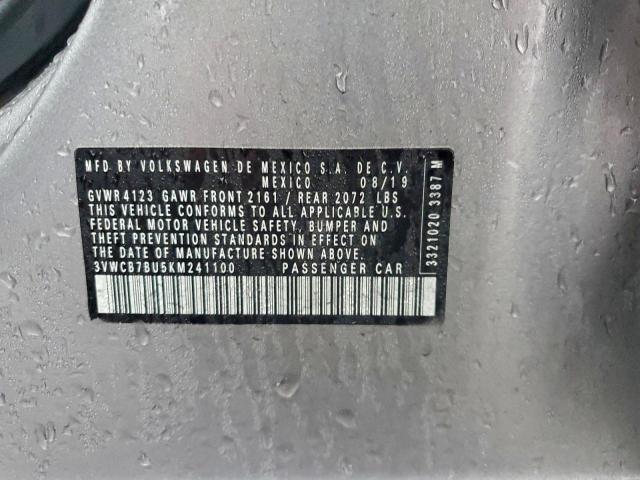 MFD BY VOLKSWAGEN DE MEXICO S.A. DE C.V.
MEXICO 08/19
GVWR 4123 GAWR FRONT 2161 / REAR 2072 LBS
THIS VEHICLE CONFORMS TO ALL APPLICABLE U.S.
FEDERAL MOTOR VEHICLE SAFETY, BUMPER AND
THEFT PREVENTION STANDARDS IN EFFECT ON
THE DATE OF MANUFACTURE SHOWN ABOVE.
3VWCB7BU5KM241100 PASSENGER CAR
3321020 3387 M